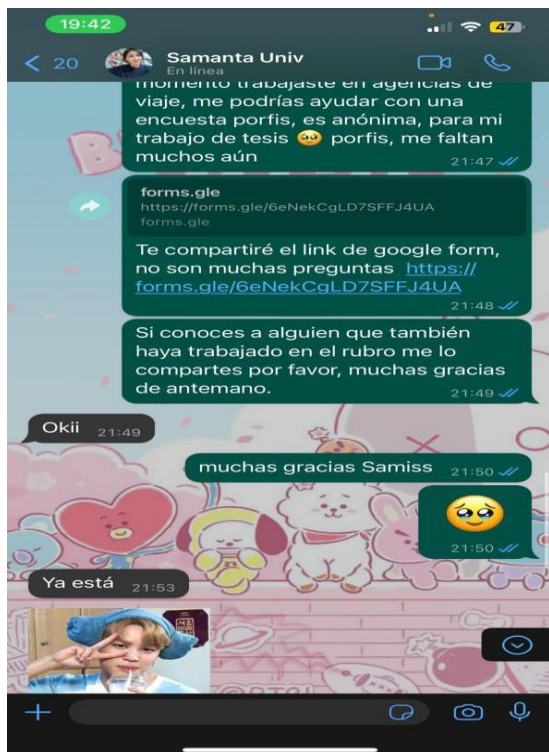 19:42
47
20
Samanta Univ
En línea
momento trabajaste en agencias de
viaje, me podrías ayudar con una
encuesta porfis, es anónima, para mi
trabajo de tesis 🥺 porfis, me faltan
muchos aún
21:47
forms.gle
https://forms.gle/6eNekCgLD7SFFJ4UA
forms.gle
Te compartiré el link de google form,
no son muchas preguntas https://
forms.gle/6eNekCgLD7SFFJ4UA
21:48
Si conoces a alguien que también
haya trabajado en el rubro me lo
compartes por favor, muchas gracias
de antemano.
21:49
Okii 21:49
muchas gracias Samiss 21:50
🥺
21:50
Ya está 21:53